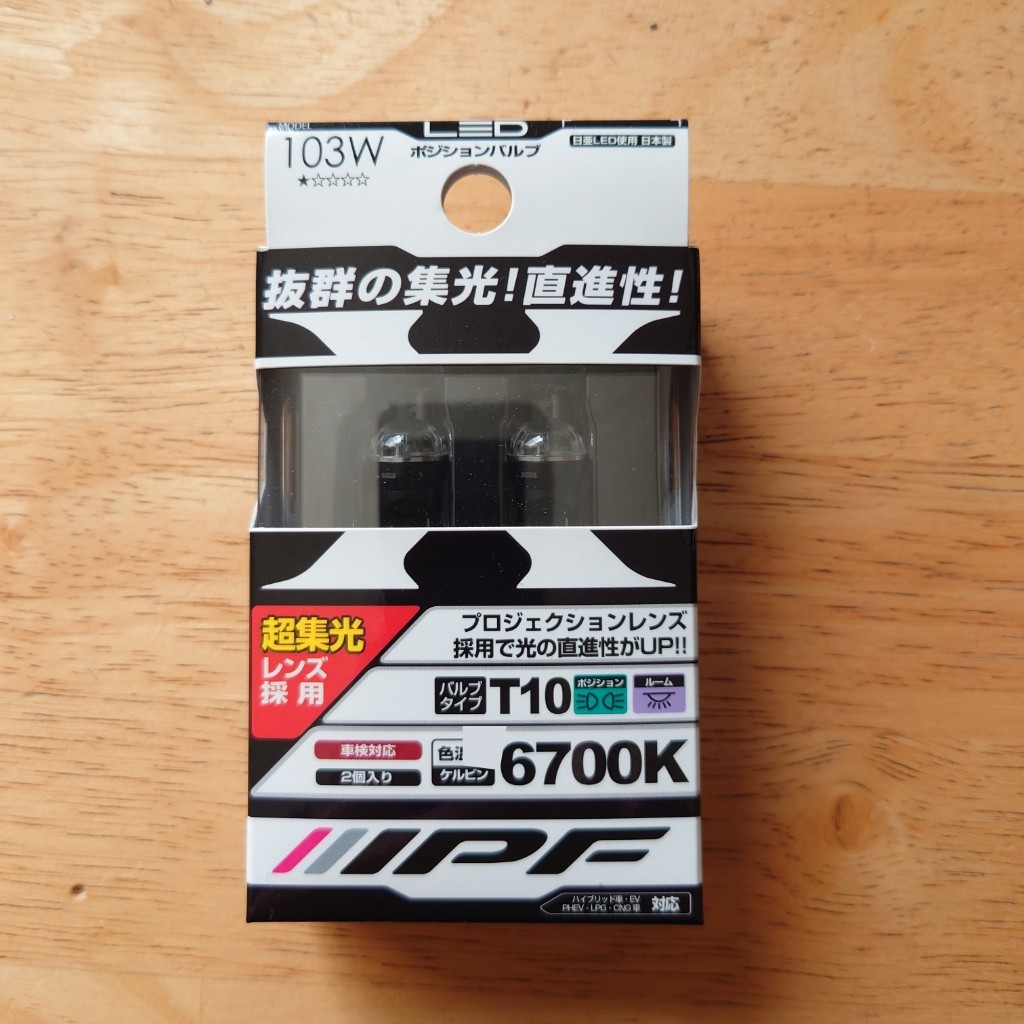 MODEL
103W
★☆☆☆☆
LED
ポジションバルブ
日亜LED使用 日本製
抜群の集光!直進性!
超集光
レンズ
採用
プロジェクションレンズ
採用で光の直進性がUP!!
バルブ
タイプ
T10
ポジション
ルーム
車検対応
2個入り
色
ケルビン
6700K
IPF
ハイブリッド車・EV
PHEV・LPG・CNG車
対応